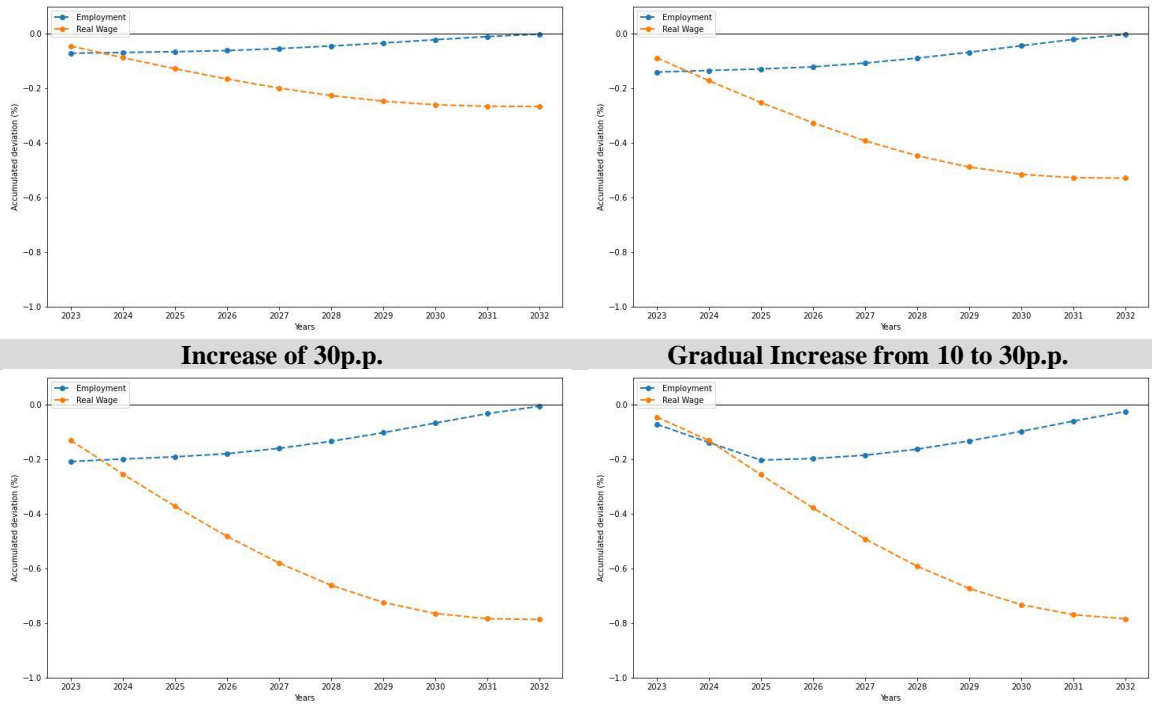 Employment
Real Wage
0.0
−0.2
−0.4
−0.6
−0.8
−1.0
Accumulated deviation (%)
2023 2024 2025 2026 2027 2028 2029 2030 2031 2032
Years
Employment
Real Wage
0.0
−0.2
−0.4
−0.6
−0.8
−1.0
Accumulated deviation (%)
2023 2024 2025 2026 2027 2028 2029 2030 2031 2032
Years
Increase of 30p.p.
Gradual Increase from 10 to 30p.p.
Employment
Real Wage
0.0
−0.2
−0.4
−0.6
−0.8
−1.0
Accumulated deviation (%)
2023 2024 2025 2026 2027 2028 2029 2030 2031 2032
Years
Employment
Real Wage
0.0
−0.2
−0.4
−0.6
−0.8
−1.0
Accumulated deviation (%)
2023 2024 2025 2026 2027 2028 2029 2030 2031 2032
Years